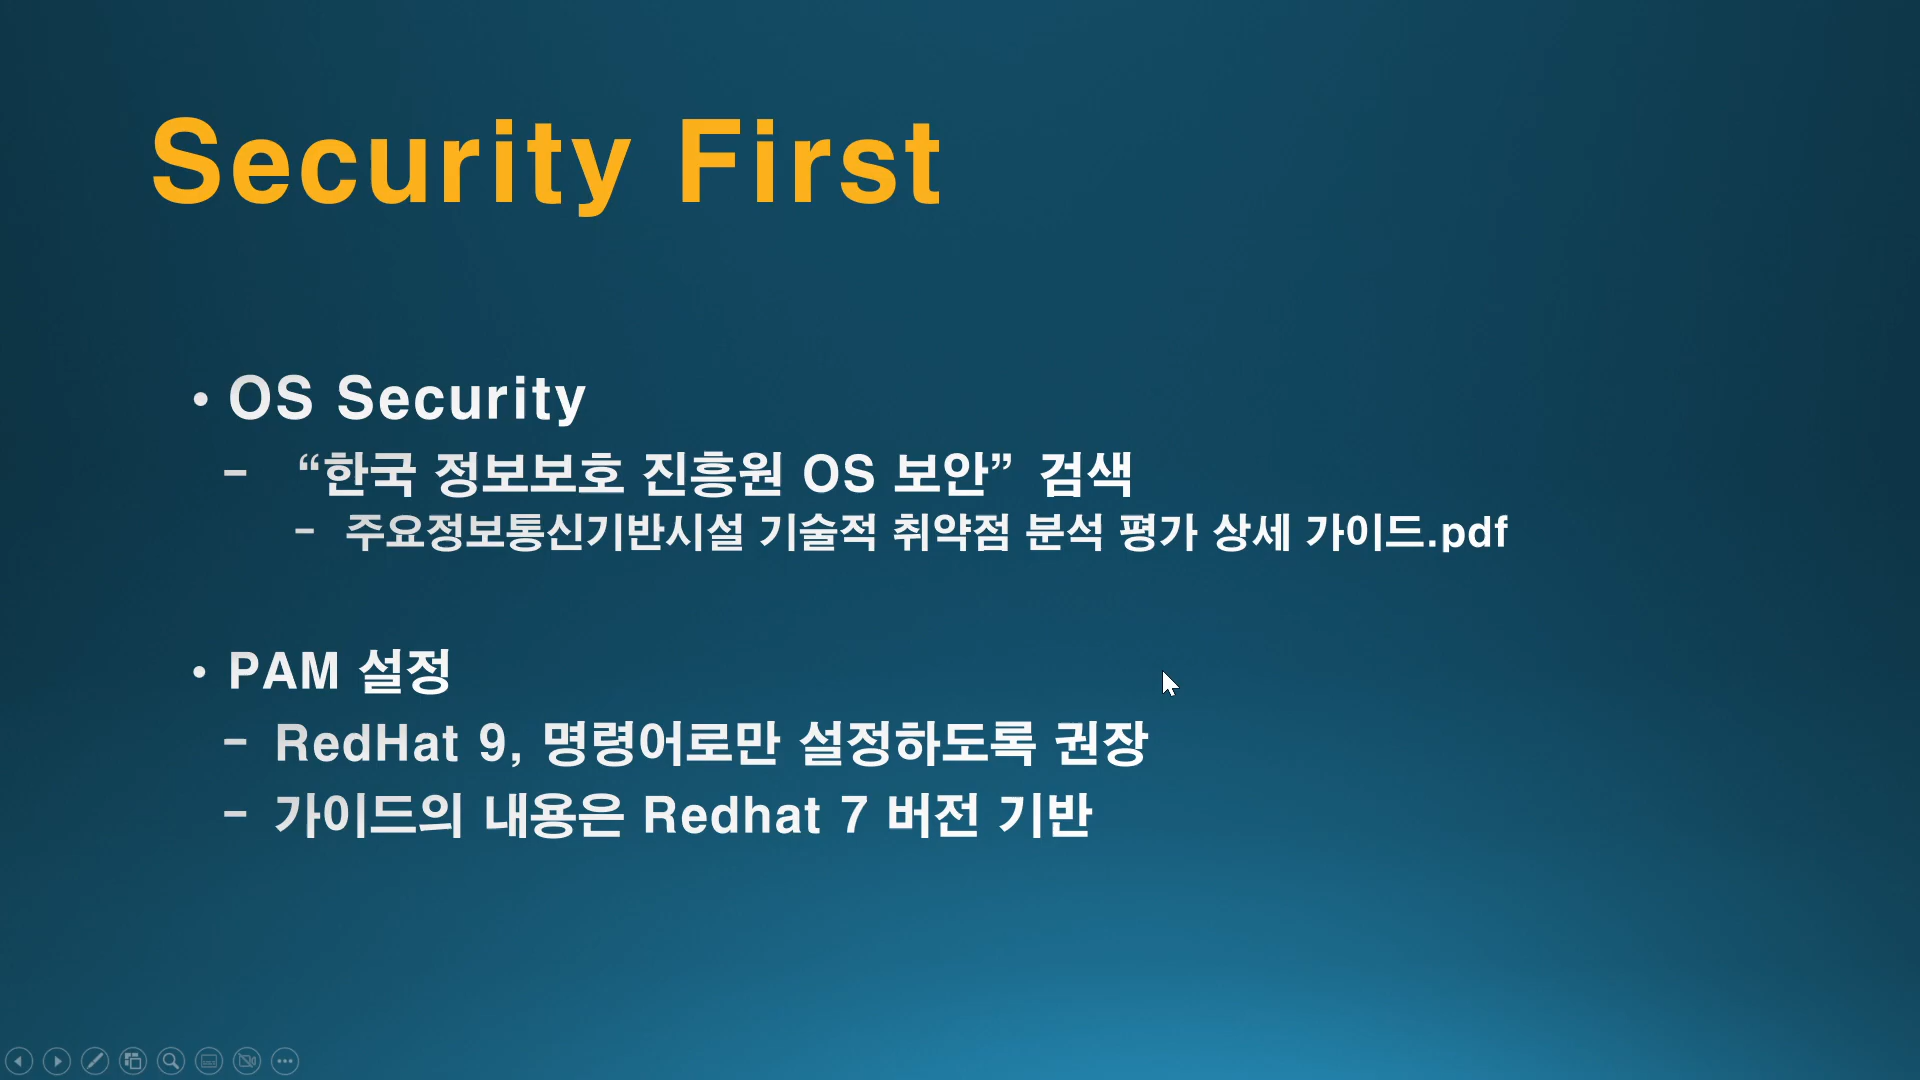 Security First
• OS Security
- “한국 정보보호 진흥원 OS 보안” 검색
- 주요정보통신기반시설 기술적 취약점 분석 평가 상세 가이드.pdf
• PAM 설정
- RedHat 9, 명령어로만 설정하도록 권장
- 가이드의 내용은 Redhat 7 버전 기반